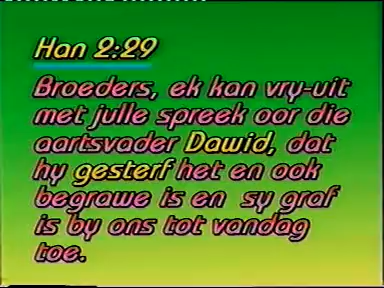 Han 2:29
Broeders, ek kan vry-uit
met julle spreek oor die
aartsvader Dawid, dat
hy gesterf het en ook
begrawe is en sy graf
is by ons tot vandag
toe.